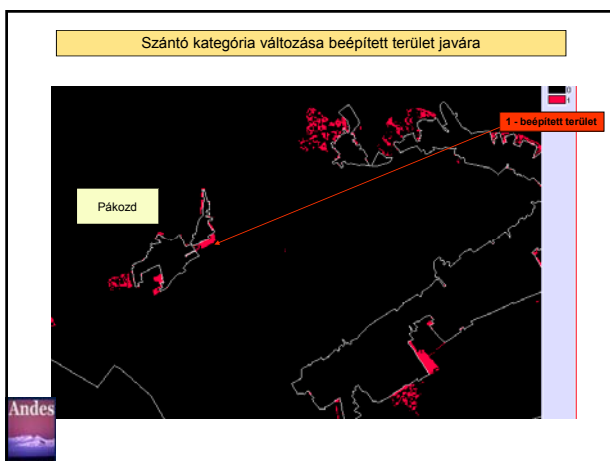 Szántó kategória változása beépített terület javára
0
1
1 - beépített terület
Pákozd
Andes